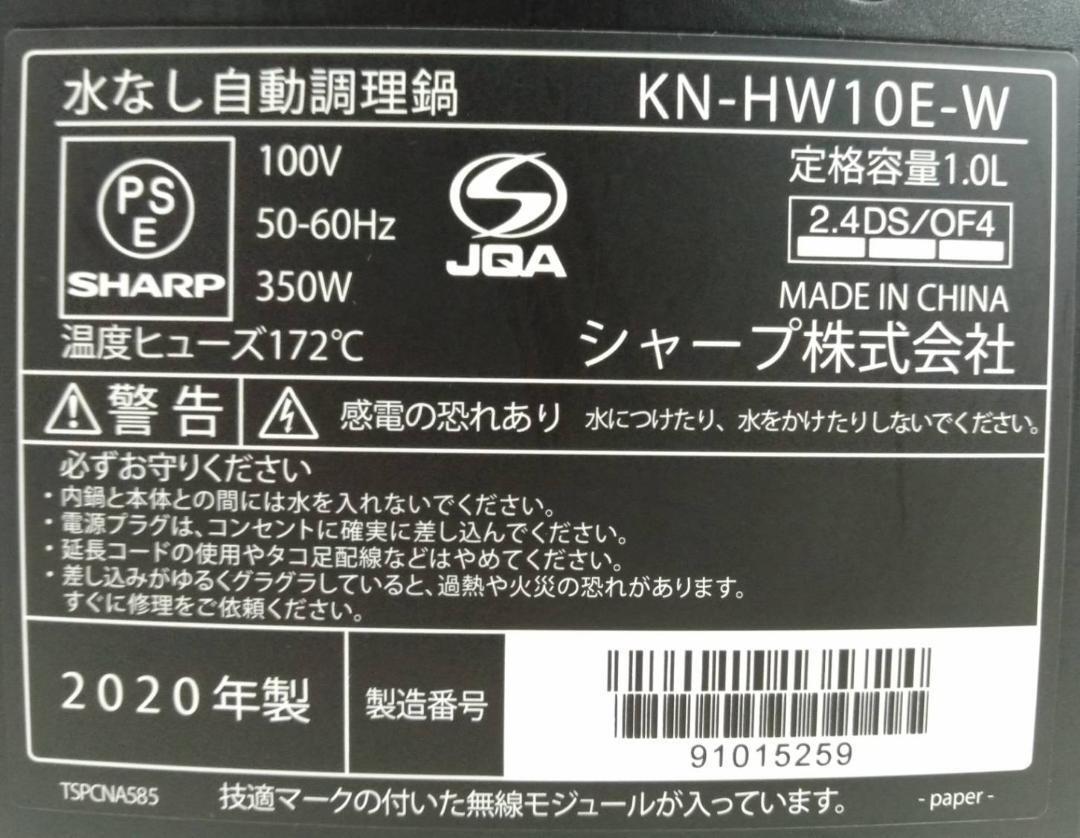 水なし自動調理鍋 KN-HW10E-W
PS
E
SHARP
100V
50-60Hz
350W
温度ヒューズ172℃
JQA
定格容量1.0L
2.4DS/OF4
MADE IN CHINA
シャープ株式会社
警告 感電の恐れあり 水につけたり、水をかけたりしないでください。
必ずお守りください
・内鍋と本体との間には水を入れないでください。
・電源プラグは、コンセントに確実に差し込んでください。
・延長コードの使用やタコ足配線などはやめてください。
・差し込みがゆるくグラグラしていると、過熱や火災の恐れがあります。
すぐに修理をご依頼ください。
2020年製 製造番号
91015259
TSPCNA585 技適マークの付いた無線モジュールが入っています。 - paper -